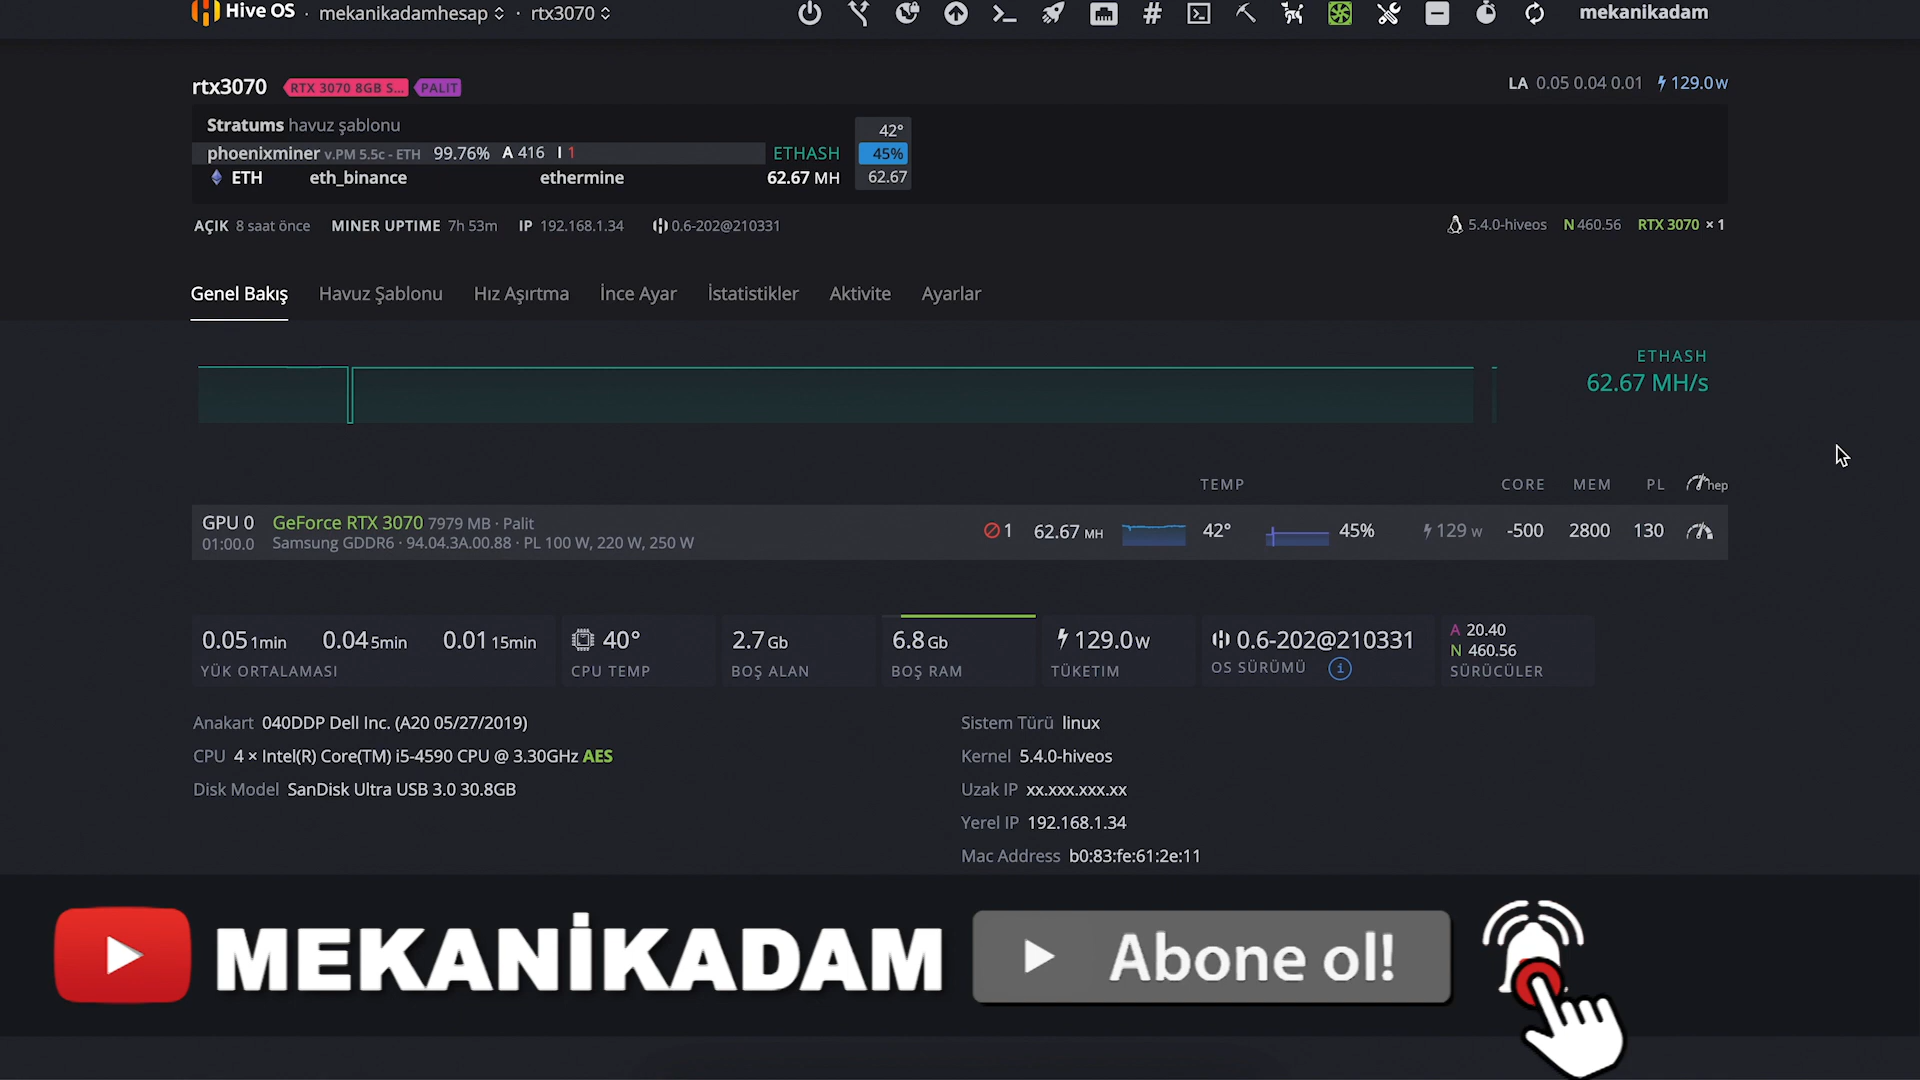 Hive OS · mekanikadamhesap · rtx3070 mekanikadam
rtx3070 RTX 3070 8GB S... PALIT LA 0.05 0.04 0.01 129.0 W
Stratums havuz şablonu 42°
phoenixminer v.PM 5.5c - ETH 99.76% A 416 I 1 ETHASH 45%
ETH eth_binance ethermine 62.67 MH 62.67
AÇIK 8 saat önce MINER UPTIME 7h 53m IP 192.168.1.34 0.6-202@210331 5.4.0-hiveos N 460.56 RTX 3070 × 1
Genel Bakış Havuz Şablonu Hız Aşırtma İnce Ayar İstatistikler Aktivite Ayarlar
ETHASH
62.67 MH/s
TEMP CORE MEM PL hep
GPU 0 GeForce RTX 3070 7979 MB · Palit 1 62.67 MH 42° 45% 129 W -500 2800 130
01:00.0 Samsung GDDR6 · 94.04.3A.00.88 · PL 100 W, 220 W, 250 W
0.05 1min 0.04 5min 0.01 15min 40° 2.7 Gb 6.8 Gb 129.0 W 0.6-202@210331 A 20.40
N 460.56
YÜK ORTALAMASI CPU TEMP BOŞ ALAN BOŞ RAM TÜKETIM OS SÜRÜMÜ i SÜRÜCÜLER
Anakart 040DDP Dell Inc. (A20 05/27/2019) Sistem Türü linux
CPU 4 × Intel(R) Core(TM) i5-4590 CPU @ 3.30GHz AES Kernel 5.4.0-hiveos
Disk Model SanDisk Ultra USB 3.0 30.8GB Uzak IP xx.xxx.xxx.xx
Yerel IP 192.168.1.34
Mac Address b0:83:fe:61:2e:11
MEKANİKADAM Abone ol!